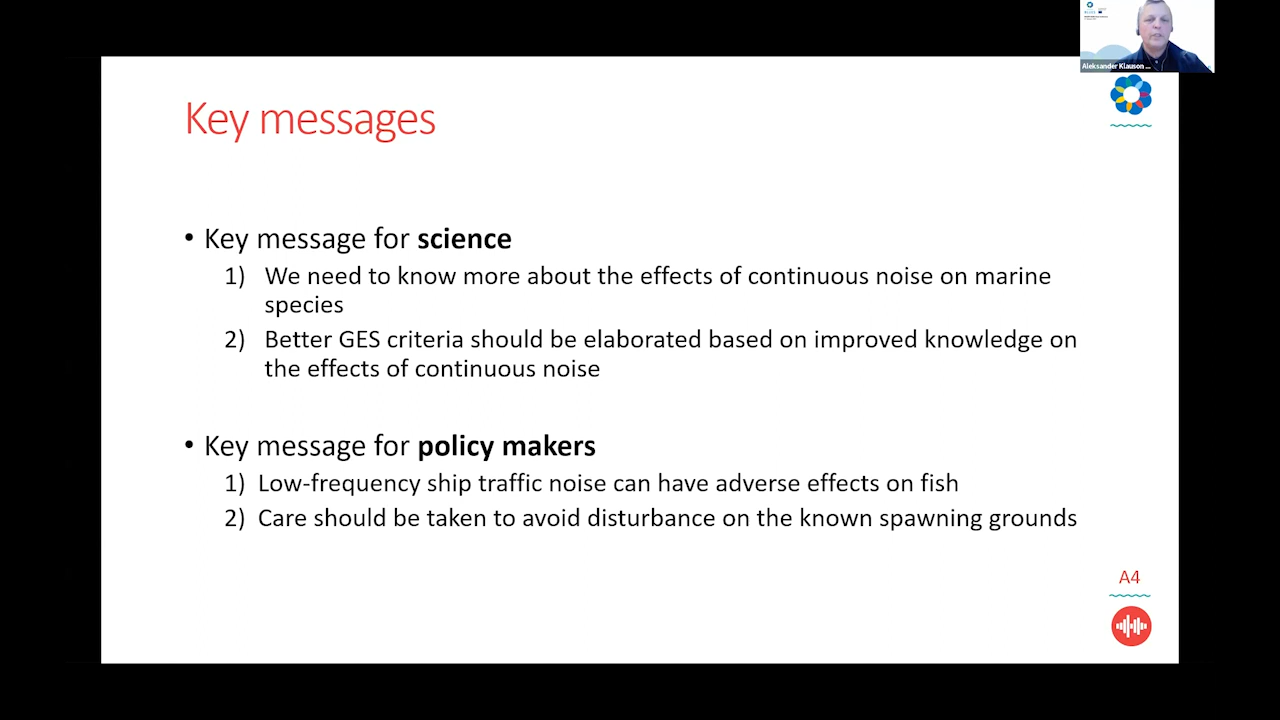 Aleksander Klauson ...
Key messages
• Key message for science
1) We need to know more about the effects of continuous noise on marine
species
2) Better GES criteria should be elaborated based on improved knowledge on
the effects of continuous noise
• Key message for policy makers
1) Low-frequency ship traffic noise can have adverse effects on fish
2) Care should be taken to avoid disturbance on the known spawning grounds
A4